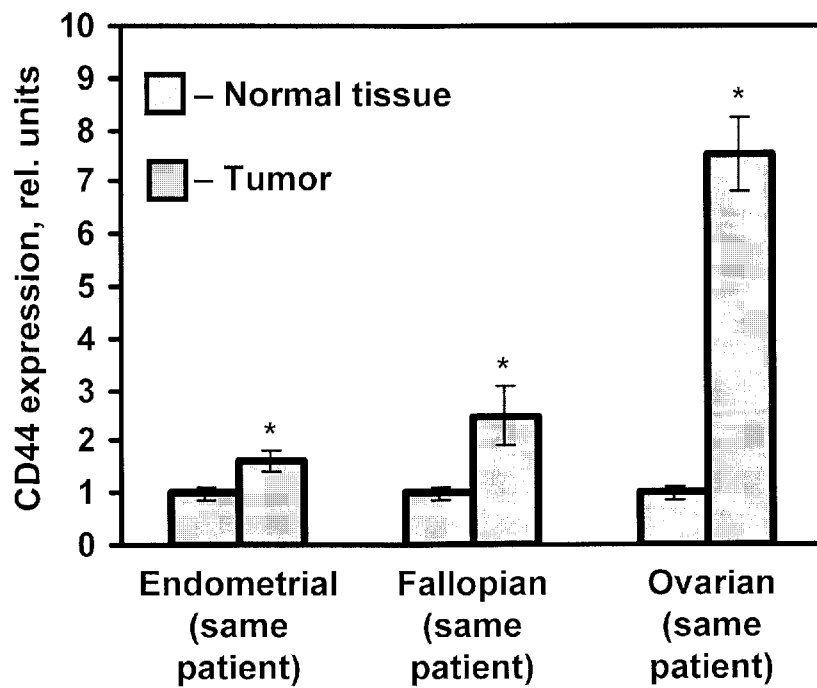 CD44 expression, rel. units
10
9
8
7
6
5
4
3
2
1
0
– Normal tissue
– Tumor
*
*
*
Endometrial
(same
patient)
Fallopian
(same
patient)
Ovarian
(same
patient)